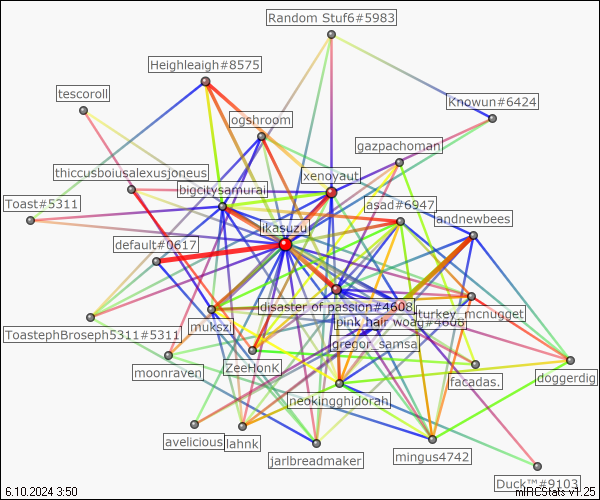 Random Stuf6#5983
Heighleaigh#8575
tescoroll
Knowun#6424
ogshroom
gazpachoman
thiccusboiusalexusjoneus
xenoyaut
bigcitysamurai
Toast#5311
asad#6947
andnewbees
likasuzu
default#0617
disaster of passion#4608
turkey_mcnugget
pink hair woag#4608
mukszi
ToastephBroseph5311#5311
gregor_samsa
moonraven
ZeeHonK
facadas.
doggerdig
neokingghidorah
avelicious
lahnk
jarlbreadmaker
mingus4742
Duck™#9103
6.10.2024 3:50
mIRCStats v1.25